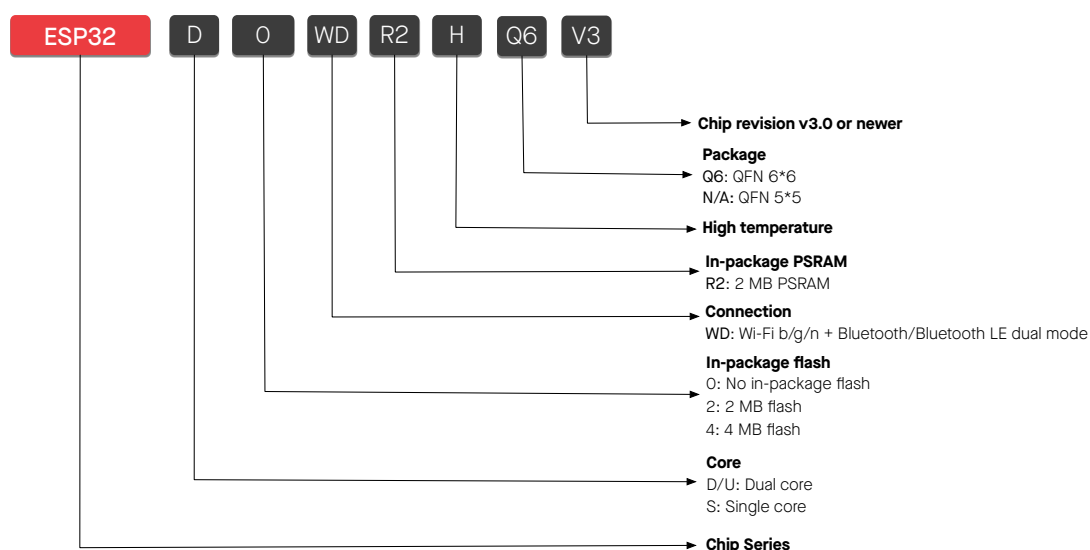 ESP32 D 0 WD R2 H Q6 V3
Chip revision v3.0 or newer
Package
Q6: QFN 6*6
N/A: QFN 5*5
High temperature
In-package PSRAM
R2: 2 MB PSRAM
Connection
WD: Wi-Fi b/g/n + Bluetooth/Bluetooth LE dual mode
In-package flash
0: No in-package flash
2: 2 MB flash
4: 4 MB flash
Core
D/U: Dual core
S: Single core
Chip Series